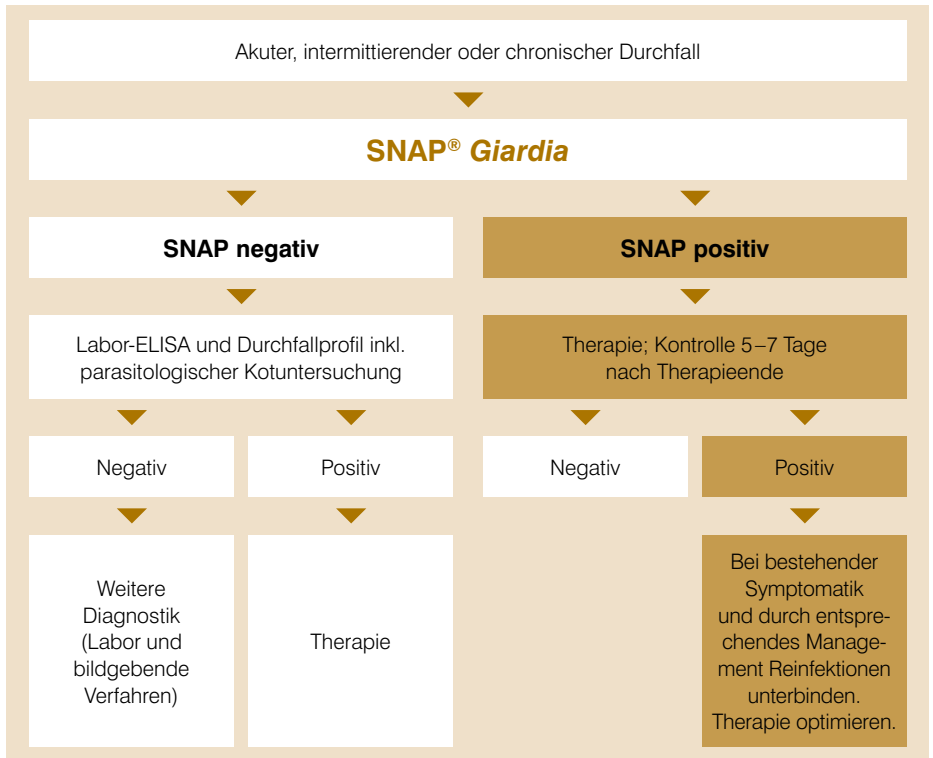 Akuter, intermittierender oder chronischer Durchfall
SNAP® Giardia
SNAP negativ
SNAP positiv
Labor-ELISA und Durchfallprofil inkl.
parasitologischer Kotuntersuchung
Therapie; Kontrolle 5–7 Tage
nach Therapieende
Negativ
Positiv
Negativ
Positiv
Weitere
Diagnostik
(Labor und
bildgebende
Verfahren)
Therapie
Bei bestehender
Symptomatik
und durch entspre-
chendes Manage-
ment Reinfektionen
unterbinden.
Therapie optimieren.